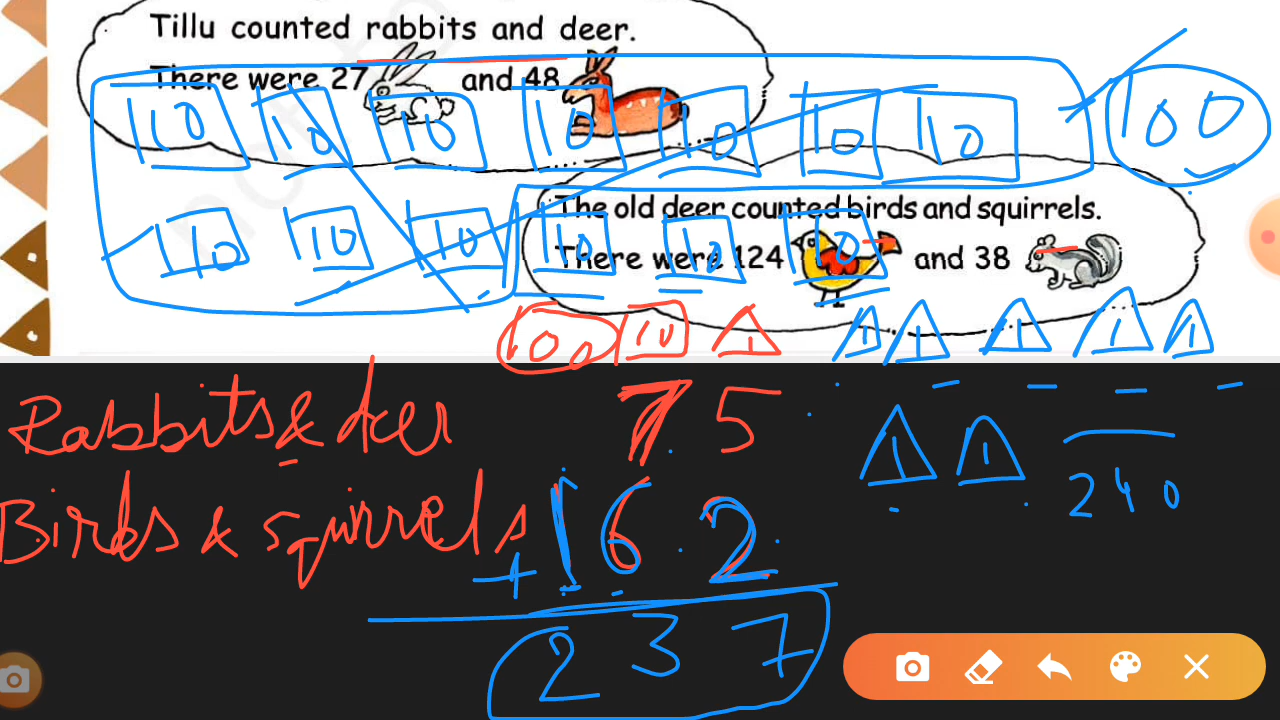 Tillu counted rabbits and deer.
There were 27 and 48
10 10 10 10 10 10 10 100
The old deer counted birds and squirrels.
10 10 10 10 10 10
There were 124 and 38
100 10 1 1 1 1 1 1
Rabbits & deer 75
1 1
Birds & squirrels + 162 240
237